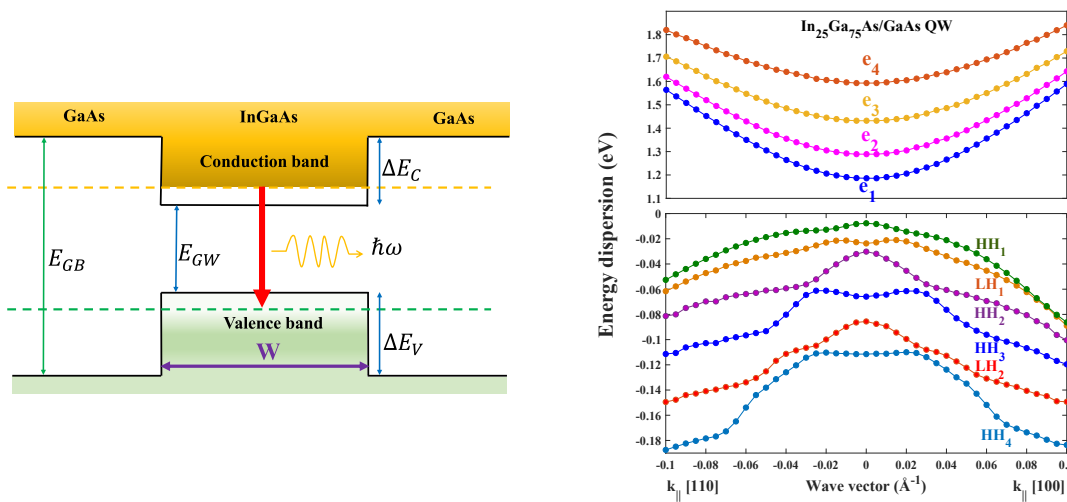 GaAs InGaAs GaAs
Conduction band
ΔE_C
E_GB
E_GW
ħω
Valence band
W
ΔE_V
In₂₅Ga₇₅As/GaAs QW
1.8
1.7
1.6
1.5
1.4
1.3
1.2
1.1
e₄
e₃
e₂
e₁
Energy dispersion (eV)
0
-0.02
-0.04
-0.06
-0.08
-0.1
-0.12
-0.14
-0.16
-0.18
HH₁
LH₁
HH₂
HH₃
LH₂
HH₄
-0.1 -0.08 -0.06 -0.04 -0.02 0 0.02 0.04 0.06 0.08 0.1
k∥ [110] Wave vector (Å⁻¹) k∥ [100]